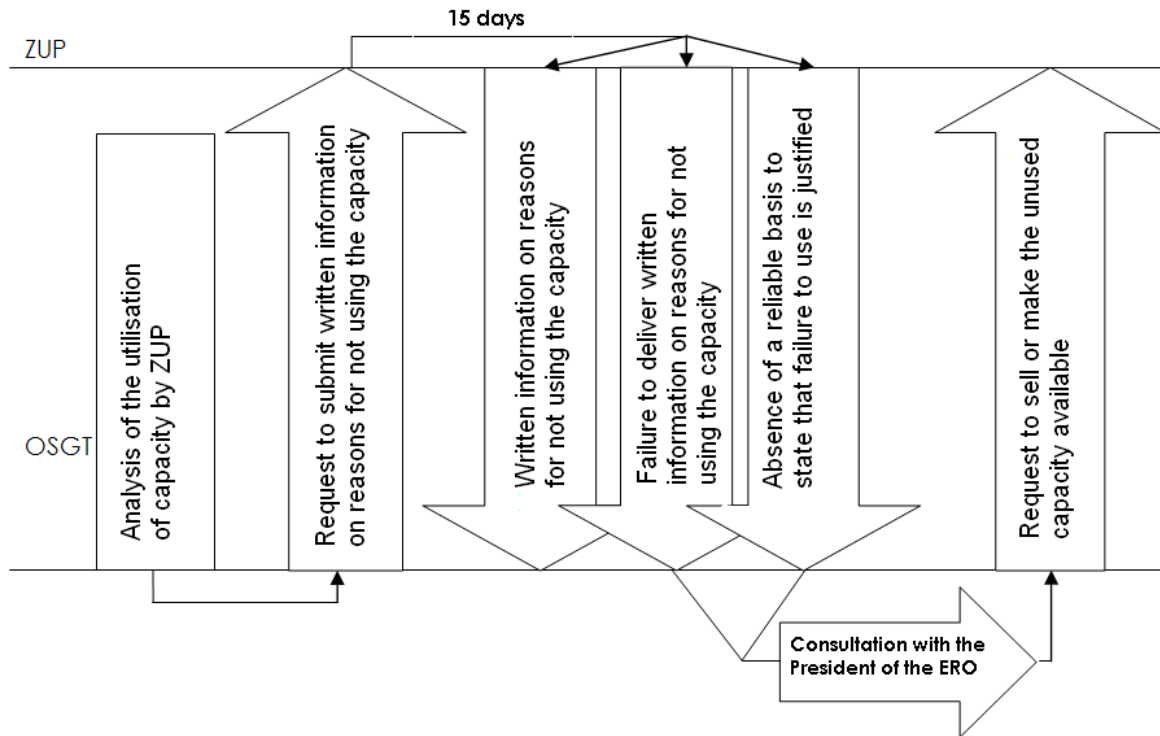 15 days
ZUP
OSGT
Analysis of the utilisation
of capacity by ZUP
Request to submit written information
on reasons for not using the capacity
Written information on reasons
for not using the capacity
Failure to deliver written
information on reasons for not
using the capacity
Absence of a reliable basis to
state that failure to use is justified
Request to sell or make the unused
capacity available
Consultation with the
President of the ERO